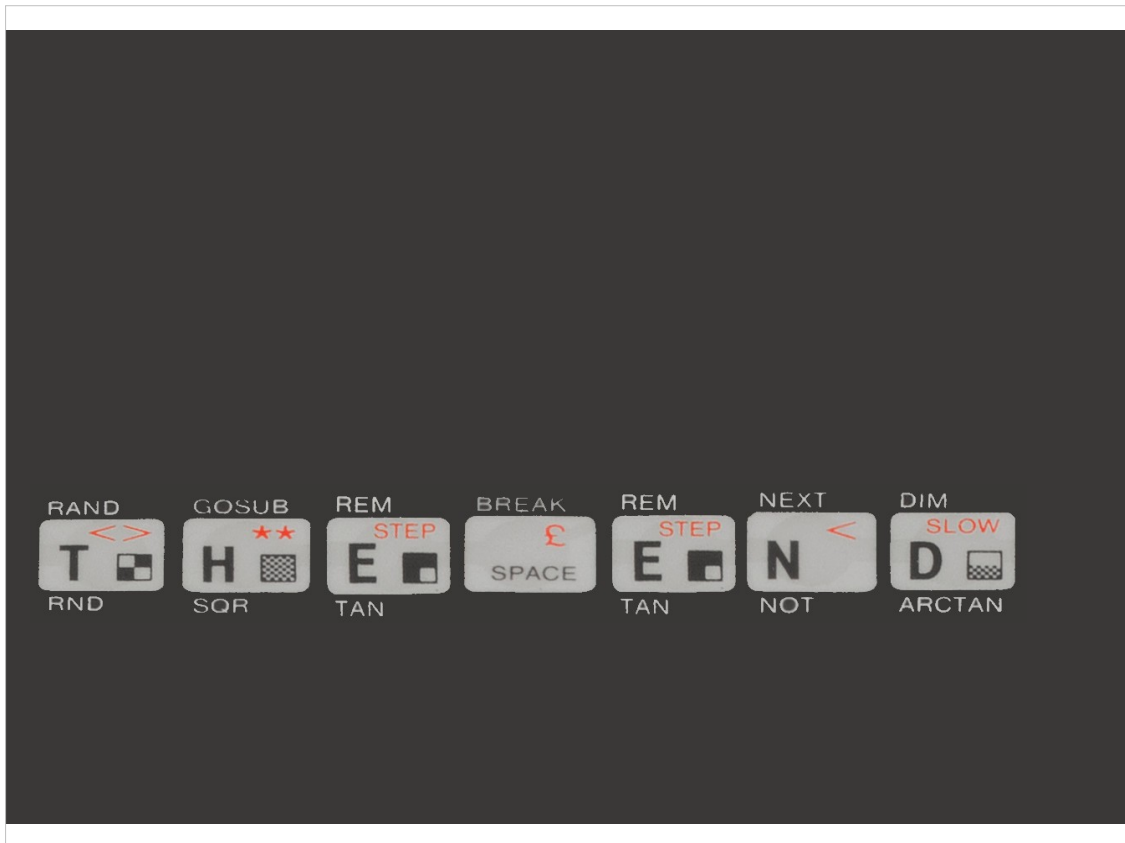 RAND GOSUB REM BREAK REM NEXT DIM
<> ** STEP £ STEP < SLOW
T H E SPACE E N D
RND SQR TAN TAN NOT ARCTAN